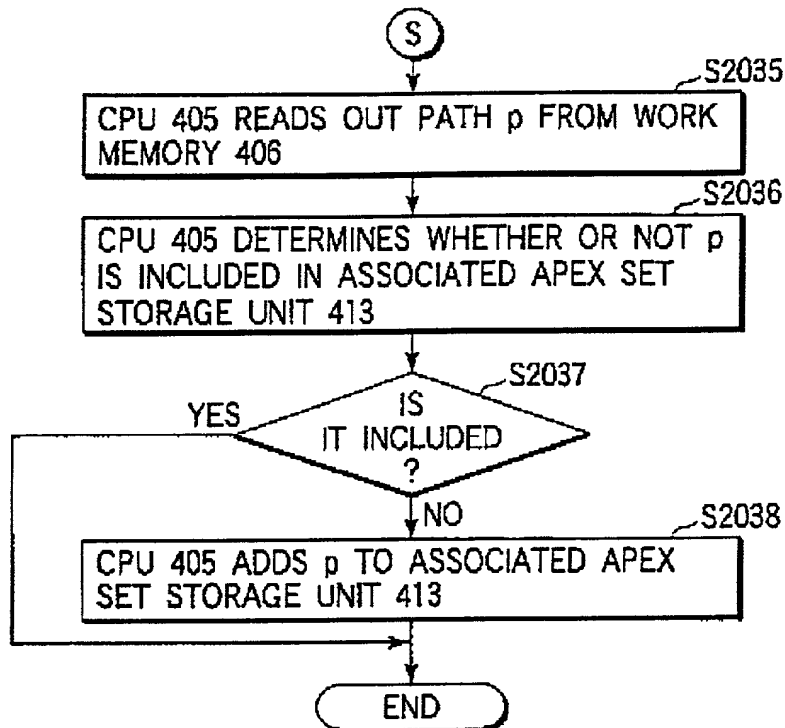 S
S2035
CPU 405 READS OUT PATH p FROM WORK
MEMORY 406
S2036
CPU 405 DETERMINES WHETHER OR NOT p
IS INCLUDED IN ASSOCIATED APEX SET
STORAGE UNIT 413
S2037
YES
IS
IT INCLUDED
?
NO
S2038
CPU 405 ADDS p TO ASSOCIATED APEX
SET STORAGE UNIT 413
END